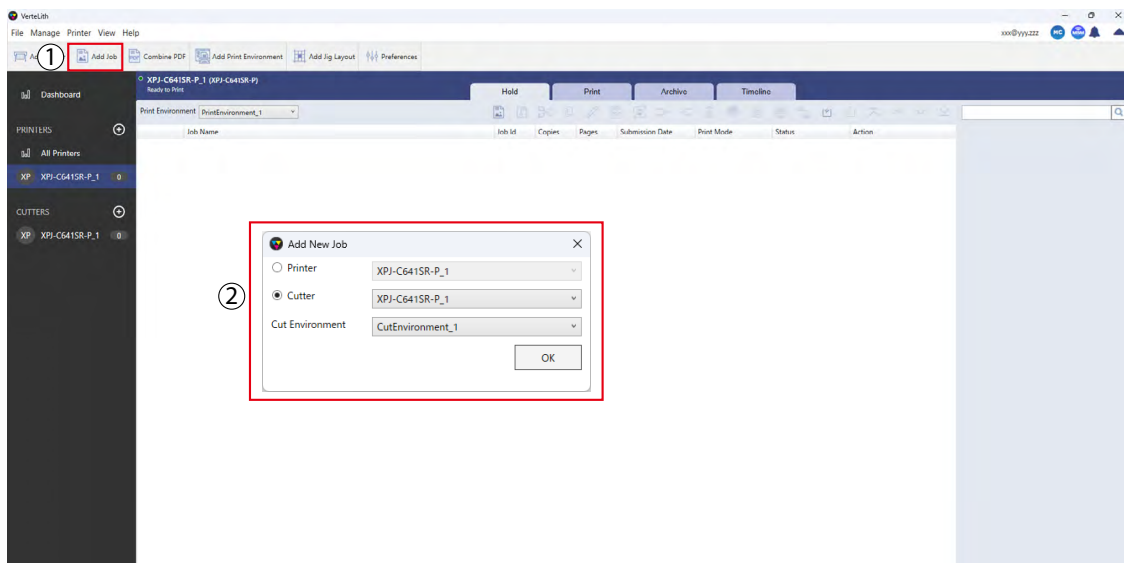 VerteLith
File Manage Printer View Help
xxx@yyy.zzz MC
①
Add Job Combine PDF Add Print Environment Add Jig Layout Preferences
Dashboard
XPJ-C641SR-P_1 (XPJ-C641SR-P)
Ready to Print
Hold Print Archive Timeline
Print Environment PrintEnvironment_1
Job Name Job Id Copies Pages Submission Date Print Mode Status Action
PRINTERS
All Printers
XP XPJ-C641SR-P_1 0
CUTTERS
XP XPJ-C641SR-P_1 0
②
Add New Job
Printer XPJ-C641SR-P_1
Cutter XPJ-C641SR-P_1
Cut Environment CutEnvironment_1
OK